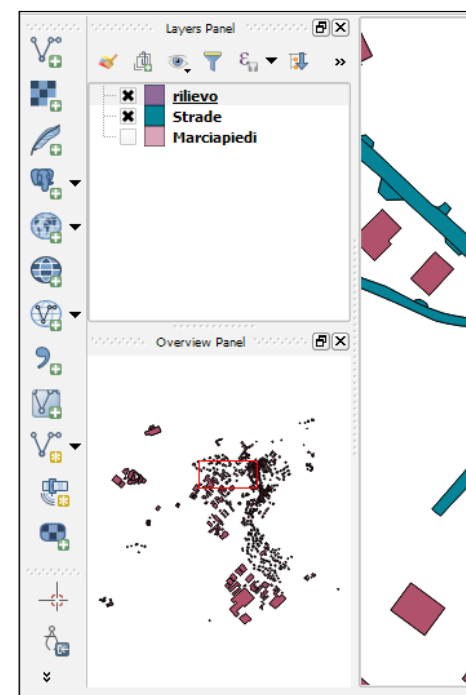 Layers Panel
rilievo
Strade
Marciapiedi
Overview Panel